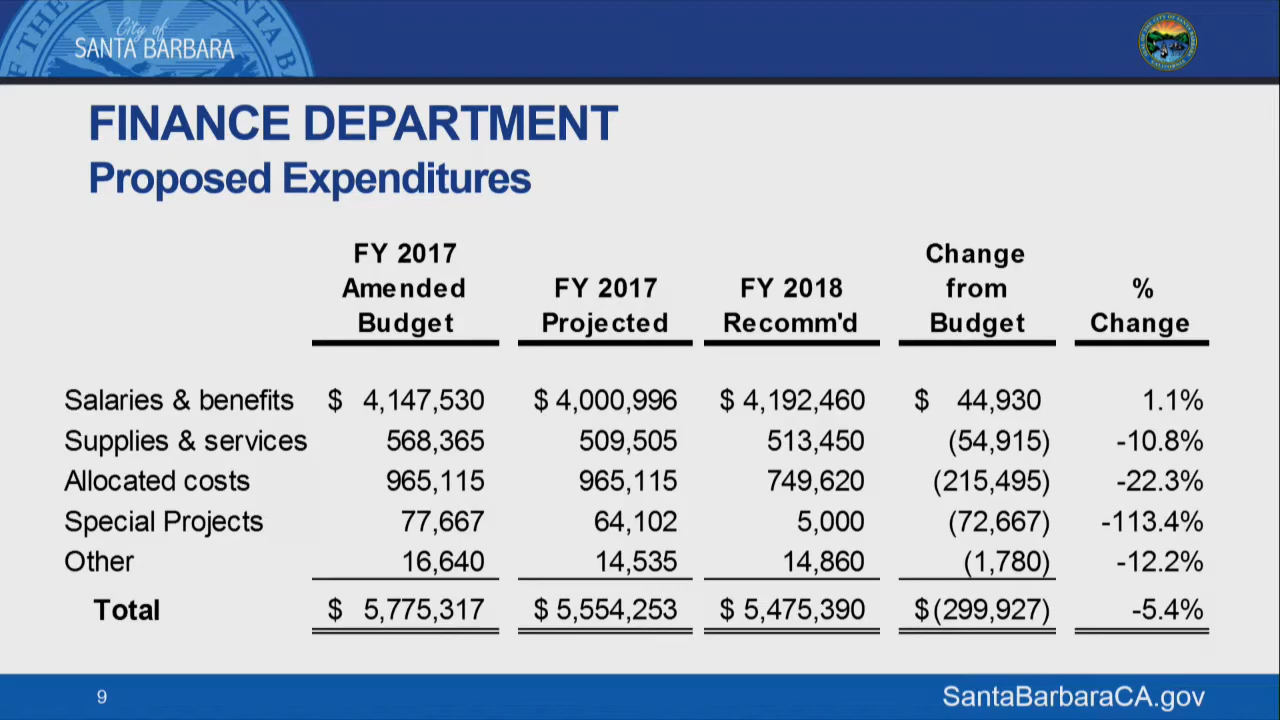 City of
SANTA BARBARA
FINANCE DEPARTMENT
Proposed Expenditures
FY 2017 Amended Budget
FY 2017 Projected
FY 2018 Recomm'd
Change from Budget
% Change
Salaries & benefits $ 4,147,530 $ 4,000,996 $ 4,192,460 $ 44,930 1.1%
Supplies & services 568,365 509,505 513,450 (54,915) -10.8%
Allocated costs 965,115 965,115 749,620 (215,495) -22.3%
Special Projects 77,667 64,102 5,000 (72,667) -113.4%
Other 16,640 14,535 14,860 (1,780) -12.2%
Total $ 5,775,317 $ 5,554,253 $ 5,475,390 $(299,927) -5.4%
9
SantaBarbaraCA.gov